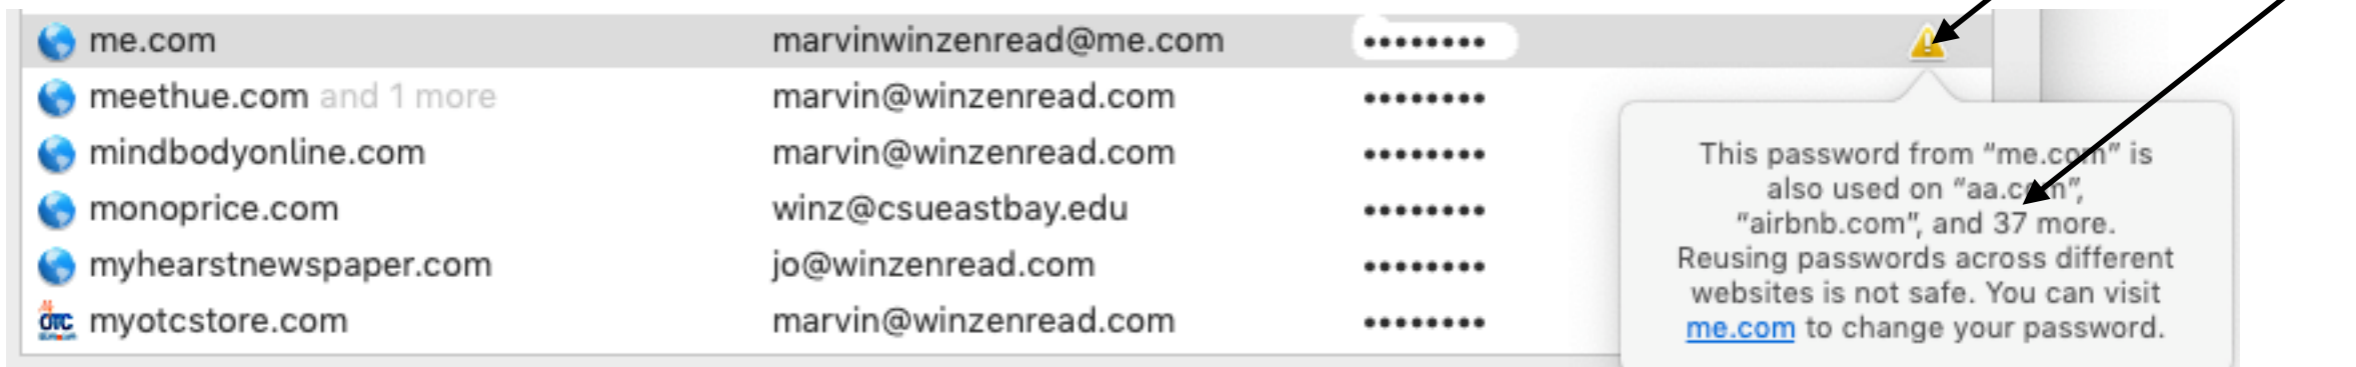 me.com marvinwinzenread@me.com ••••••••
meethue.com and 1 more marvin@winzenread.com ••••••••
mindbodyonline.com marvin@winzenread.com ••••••••
monoprice.com winz@csueastbay.edu ••••••••
myhearstnewspaper.com jo@winzenread.com ••••••••
OTC myotcstore.com marvin@winzenread.com ••••••••
This password from “me.com” is
also used on “aa.com”,
“airbnb.com”, and 37 more.
Reusing passwords across different
websites is not safe. You can visit
me.com to change your password.